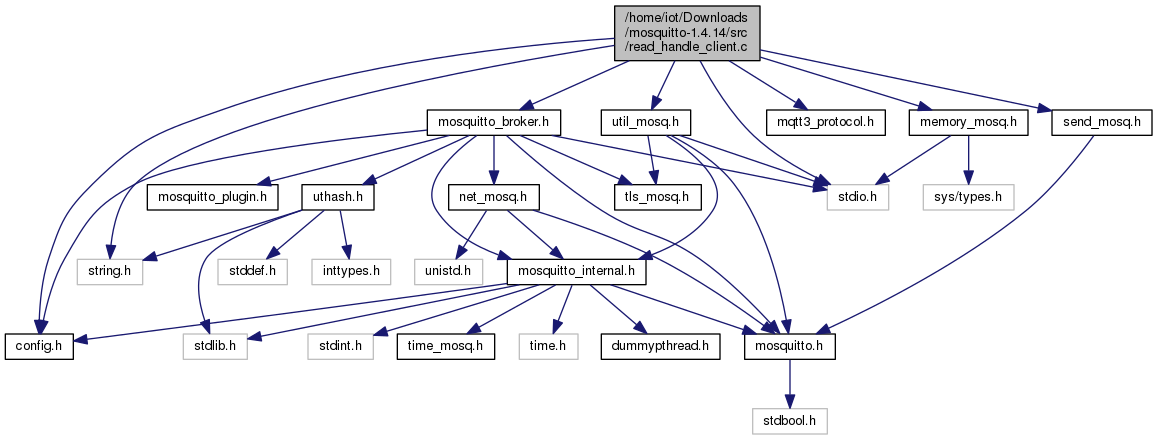 /home/iot/Downloads
/mosquitto-1.4.14/src
/read_handle_client.c
mosquitto_broker.h
util_mosq.h
mqtt3_protocol.h
memory_mosq.h
send_mosq.h
mosquitto_plugin.h
uthash.h
net_mosq.h
tls_mosq.h
stdio.h
sys/types.h
string.h
stddef.h
inttypes.h
unistd.h
mosquitto_internal.h
config.h
stdlib.h
stdint.h
time_mosq.h
time.h
dummypthread.h
mosquitto.h
stdbool.h